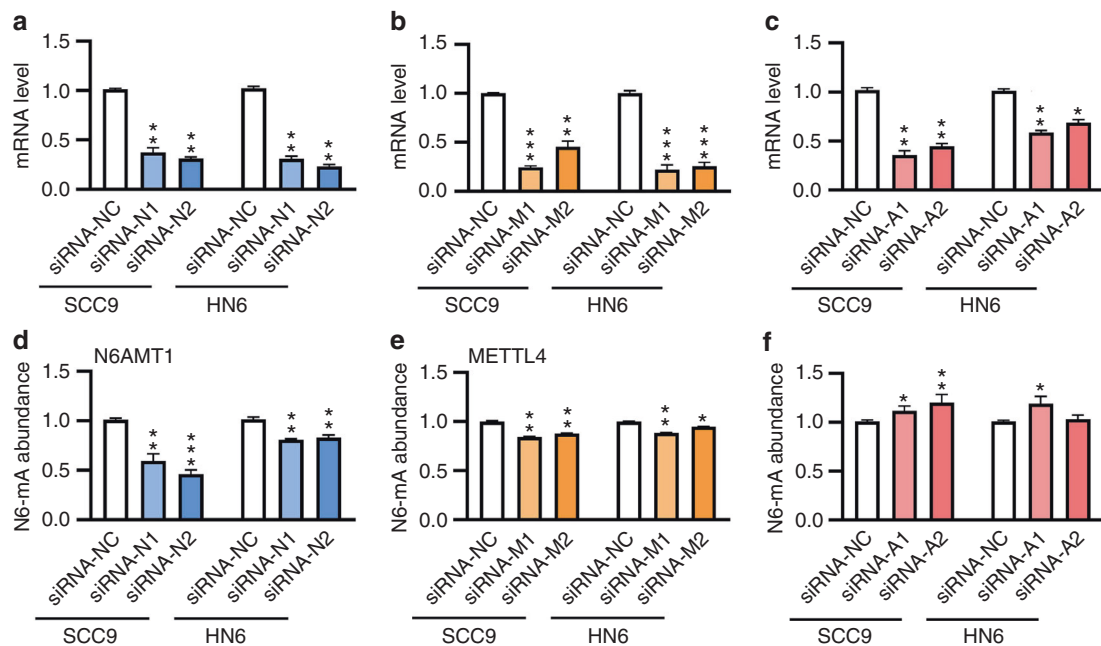 a
mRNA level
1.5
1.0
0.5
0.0
** ** ** **
siRNA-NC siRNA-N1 siRNA-N2 siRNA-NC siRNA-N1 siRNA-N2
SCC9 HN6
b
mRNA level
1.5
1.0
0.5
0.0
*** ** *** ***
siRNA-NC siRNA-M1 siRNA-M2 siRNA-NC siRNA-M1 siRNA-M2
SCC9 HN6
c
mRNA level
1.5
1.0
0.5
0.0
** ** ** *
siRNA-NC siRNA-A1 siRNA-A2 siRNA-NC siRNA-A1 siRNA-A2
SCC9 HN6
d
N6AMT1
N6-mA abundance
1.5
1.0
0.5
0.0
** *** ** **
siRNA-NC siRNA-N1 siRNA-N2 siRNA-NC siRNA-N1 siRNA-N2
SCC9 HN6
e
METTL4
N6-mA abundance
1.5
1.0
0.5
0.0
** ** ** *
siRNA-NC siRNA-M1 siRNA-M2 siRNA-NC siRNA-M1 siRNA-M2
SCC9 HN6
f
N6-mA abundance
1.5
1.0
0.5
0.0
* ** *
siRNA-NC siRNA-A1 siRNA-A2 siRNA-NC siRNA-A1 siRNA-A2
SCC9 HN6